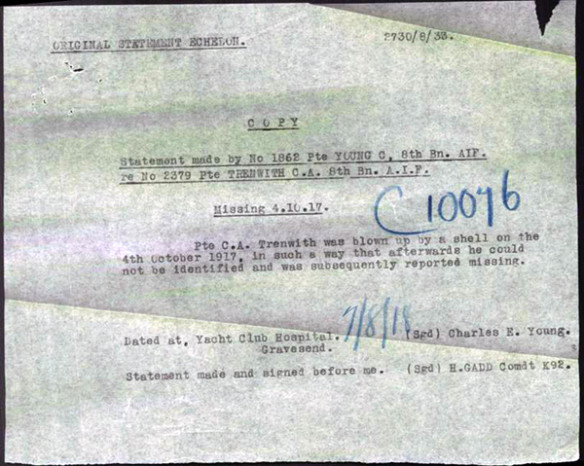 ORIGINAL STATEMENT ECHELON.
2730/8/33.
COPY
Statement made by No 1862 Pte YOUNG C, 8th Bn. AIF.
re No 2379 Pte TRENWITH C.A. 8th Bn. A.I.F.
Missing 4.10.17.
C 10076
Pte C.A. Trenwith was blown up by a shell on the
4th October 1917, in such a way that afterwards he could
not be identified and was subsequently reported missing.
Dated at, Yacht Club Hospital. 7/8/18 (Sgd) Charles E. Young.
Gravesend.
Statement made and signed before me. (Sgd) H.GADD Comdt K92.